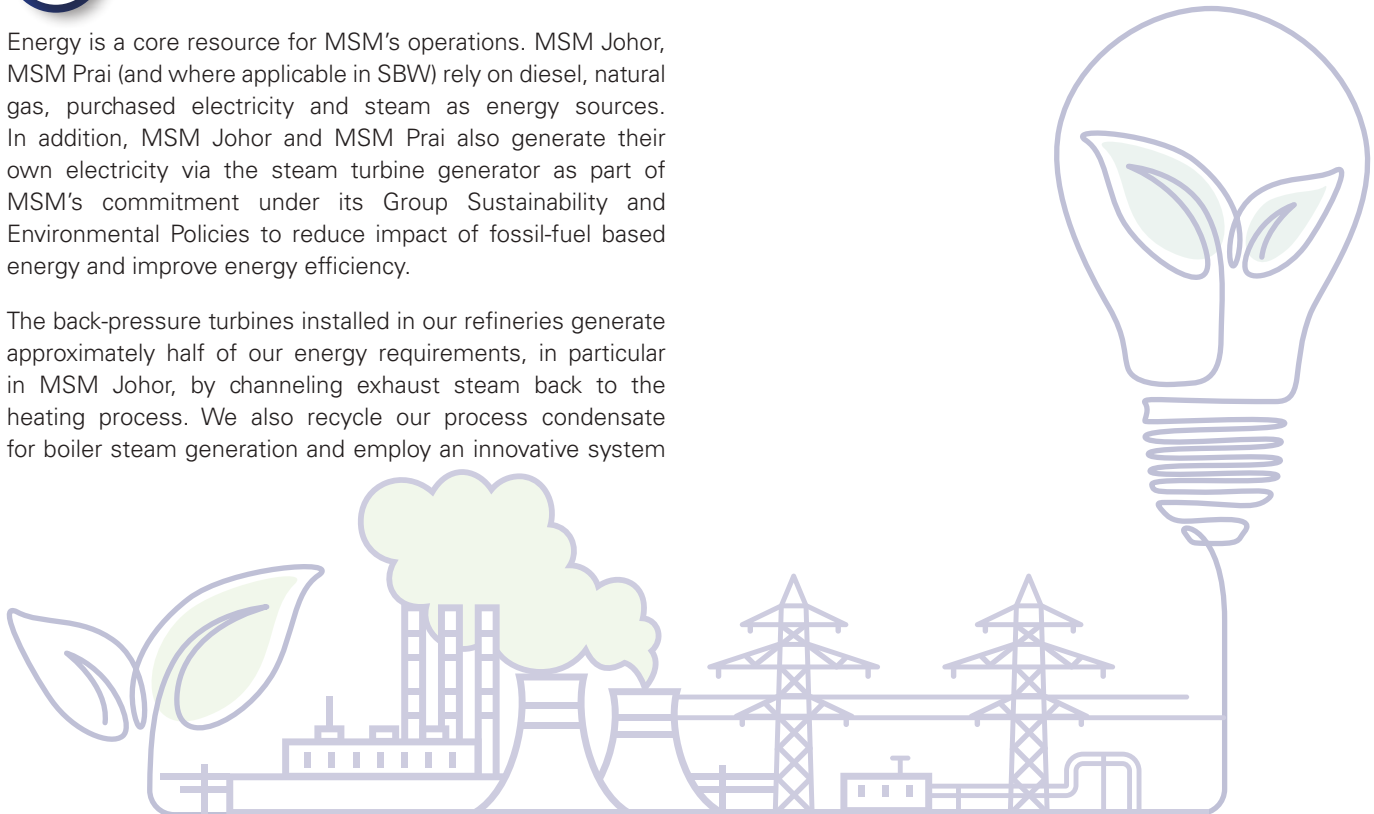 Energy is a core resource for MSM's operations. MSM Johor,
MSM Prai (and where applicable in SBW) rely on diesel, natural
gas, purchased electricity and steam as energy sources.
In addition, MSM Johor and MSM Prai also generate their
own electricity via the steam turbine generator as part of
MSM's commitment under its Group Sustainability and
Environmental Policies to reduce impact of fossil-fuel based
energy and improve energy efficiency.
The back-pressure turbines installed in our refineries generate
approximately half of our energy requirements, in particular
in MSM Johor, by channeling exhaust steam back to the
heating process. We also recycle our process condensate
for boiler steam generation and employ an innovative system